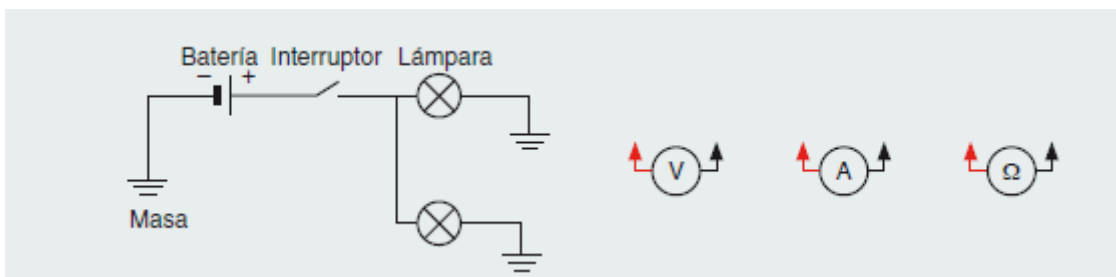 Batería Interruptor Lámpara
– +
Masa
V A Ω